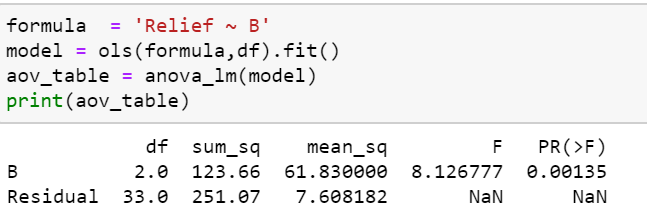 formula  = 'Relief ~ B'
model = ols(formula,df).fit()
aov_table = anova_lm(model)
print(aov_table)
df  sum_sq    mean_sq         F   PR(>F)
B          2.0  123.66  61.830000  8.126777  0.00135
Residual  33.0  251.07   7.608182       NaN      NaN